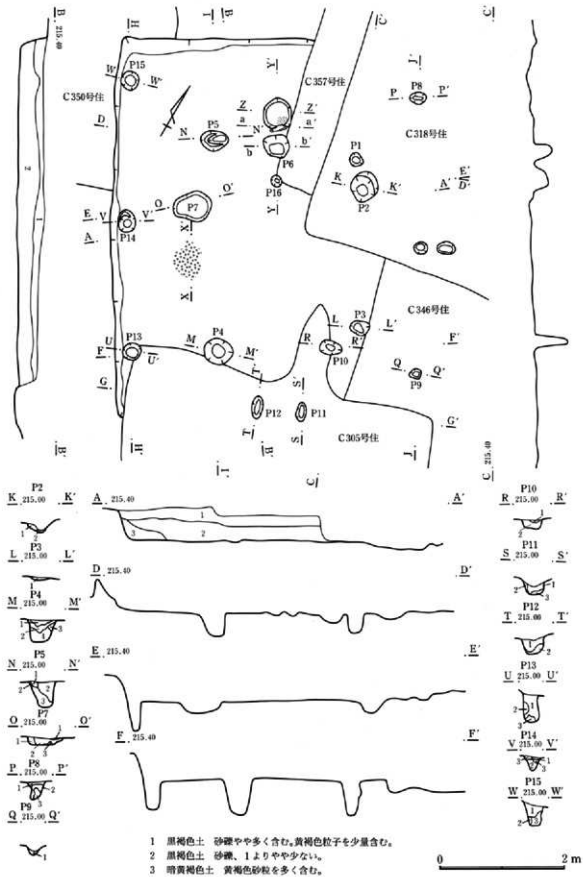 B
215.40
H
T
B
C
C'
J'
C350号住
C357号住
C318号住
C346号住
C305号住
W P15 W'
P P8 P'
D
Z Z'
a a'
N P5 N'
b b'
P6
P1
K P2 K'
A' E' D'
P16
Y
O P7 O'
E V P14 V'
A
X
X
L P3 L'
R P10 R'
F'
U P13
F U'
M P4 M'
Q P9 Q'
G
T'
S'
P12
P11
T
S
G'
B'
H'
B'
C
J
C 215.40
P2
K 215.00 K'
P3
L 215.00 L'
P4
M 215.00 M'
P5
N 215.00 N'
P7
O 215.00 O'
P8
P 215.00 P'
P9
Q 215.00 Q'
A 215.40 A'
D 215.40 D'
E 215.40 E'
F 215.40 F'
P10
R 215.00 R'
P11
S 215.00 S'
P12
T 215.00 T'
P13
U 215.00 U'
P14
V 215.00 V'
P15
W 215.00 W'
1 黒褐色土 砂礫やや多く含む。黄褐色粒子を少量含む。
2 黒褐色土 砂礫、1よりやや少ない。
3 暗黄褐色土 黄褐色砂粒を多く含む。
0 2 m